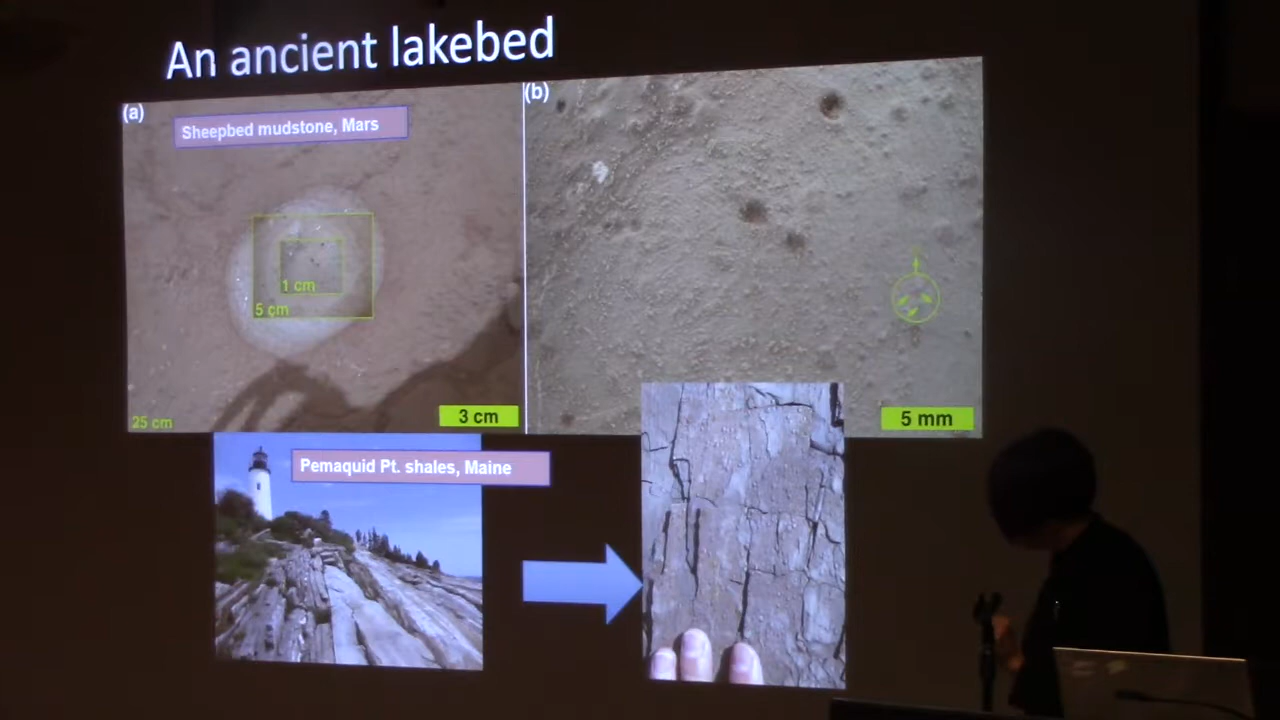 An ancient lakebed
(a)
Sheepbed mudstone, Mars
1 cm
5 cm
25 cm
3 cm
(b)
5 mm
Pemaquid Pt. shales, Maine